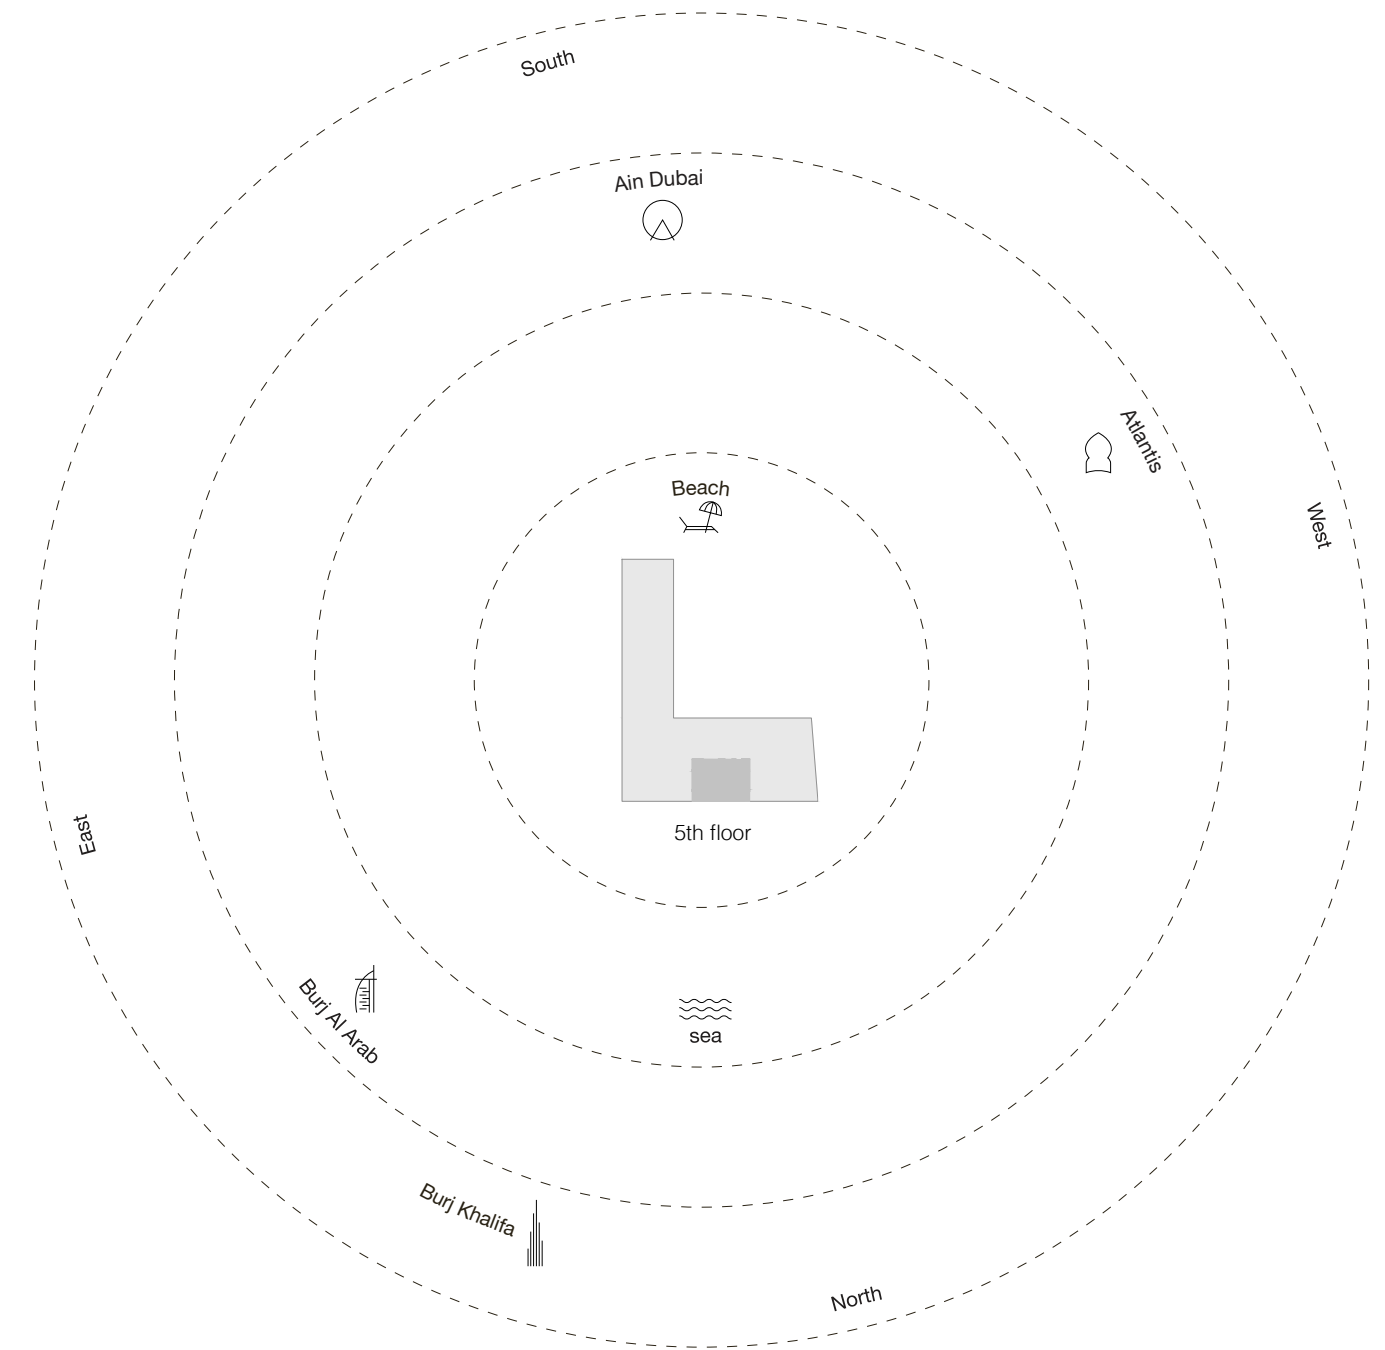 South
Ain Dubai
Atlantis
Beach
West
East
5th floor
Burj Al Arab
sea
Burj Khalifa
North